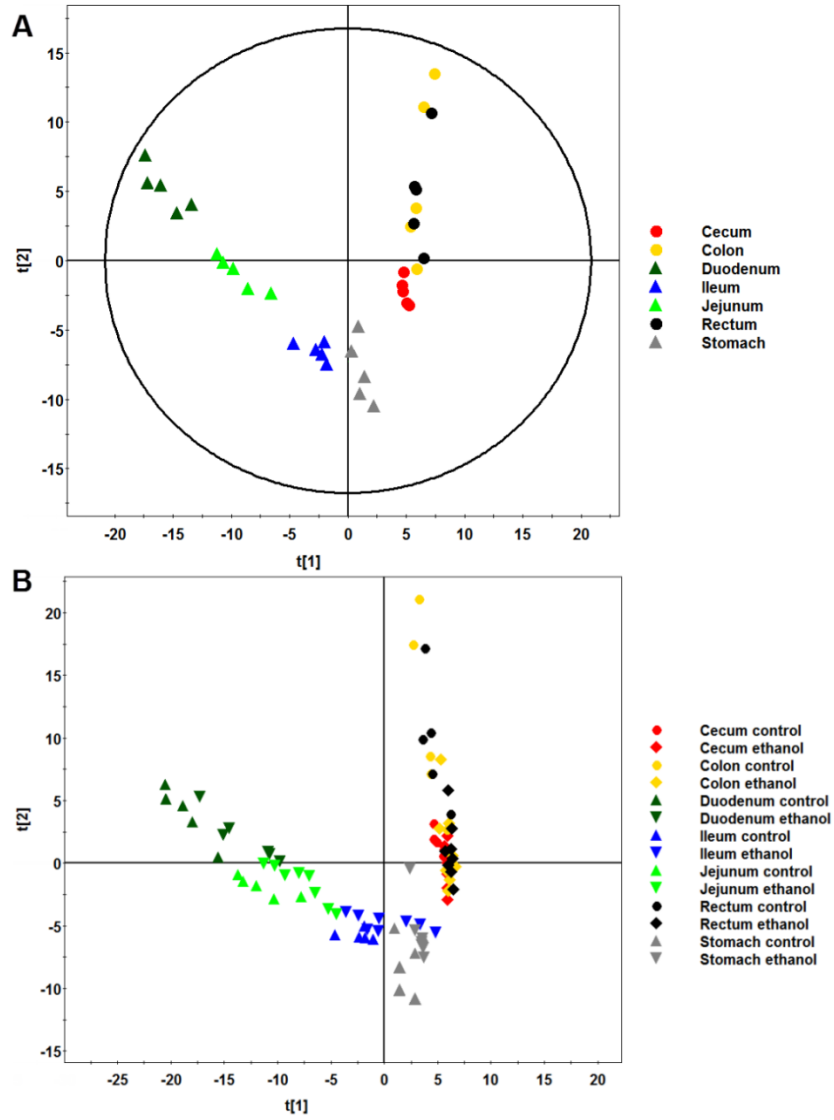 A
15
10
5
0
-5
-10
-15
t[2]
-20 -15 -10 -5 0 5 10 15 20
t[1]
Cecum
Colon
Duodenum
Ileum
Jejunum
Rectum
Stomach
B
20
15
10
5
0
-5
-10
-15
t[2]
-25 -20 -15 -10 -5 0 5 10 15 20
t[1]
Cecum control
Cecum ethanol
Colon control
Colon ethanol
Duodenum control
Duodenum ethanol
Ileum control
Ileum ethanol
Jejunum control
Jejunum ethanol
Rectum control
Rectum ethanol
Stomach control
Stomach ethanol